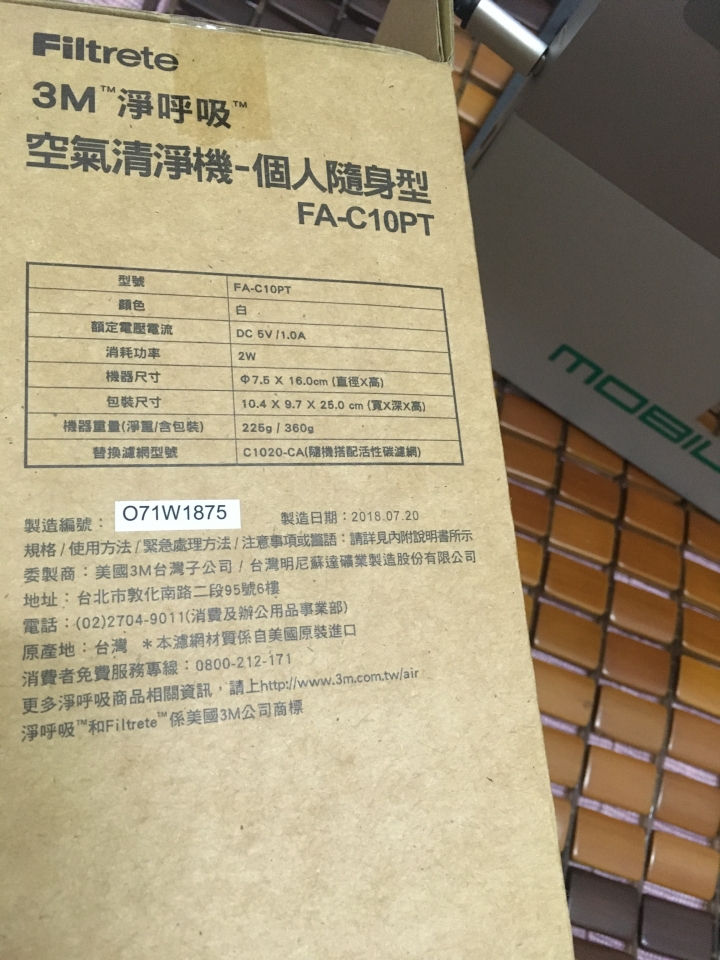 Filtrete
3M™淨呼吸™
空氣清淨機-個人隨身型
FA-C10PT
型號 FA-C10PT
顏色 白
額定電壓電流 DC 5V /1.0A
消耗功率 2W
機器尺寸 Φ7.5 X 16.0cm (直徑X高)
包裝尺寸 10.4 X 9.7 X 25.0 cm (寬X深X高)
機器重量(淨重/含包裝) 225g / 360g
替換濾網型號 C1020-CA(隨機搭配活性碳濾網)
製造編號： O71W1875 製造日期：2018.07.20
規格/使用方法/緊急處理方法/注意事項或警語：請詳見內附說明書所示
委製商：美國3M台灣子公司 / 台灣明尼蘇達礦業製造股份有限公司
地址：台北市敦化南路二段95號6樓
電話：(02)2704-9011(消費及辦公用品事業部)
原產地：台灣 ＊本濾網材質係自美國原裝進口
消費者免費服務專線：0800-212-171
更多淨呼吸商品相關資訊，請上http://www.3m.com.tw/air
淨呼吸™和Filtrete™係美國3M公司商標